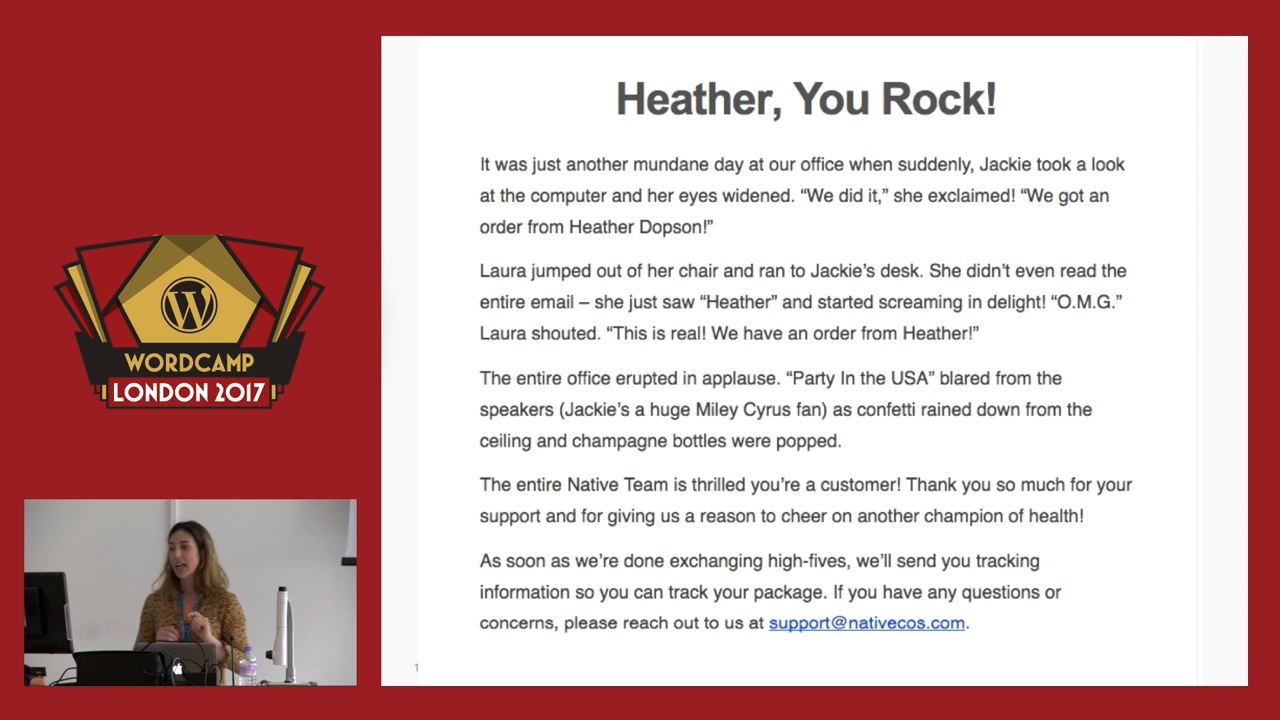 Heather, You Rock!
It was just another mundane day at our office when suddenly, Jackie took a look
at the computer and her eyes widened. “We did it,” she exclaimed! “We got an
order from Heather Dopson!”
Laura jumped out of her chair and ran to Jackie’s desk. She didn’t even read the
entire email – she just saw “Heather” and started screaming in delight! “O.M.G.”
Laura shouted. “This is real! We have an order from Heather!”
The entire office erupted in applause. “Party In the USA” blared from the
speakers (Jackie’s a huge Miley Cyrus fan) as confetti rained down from the
ceiling and champagne bottles were popped.
The entire Native Team is thrilled you’re a customer! Thank you so much for your
support and for giving us a reason to cheer on another champion of health!
As soon as we’re done exchanging high-fives, we’ll send you tracking
information so you can track your package. If you have any questions or
concerns, please reach out to us at support@nativecos.com.
1
W
WORDCAMP
LONDON 2017